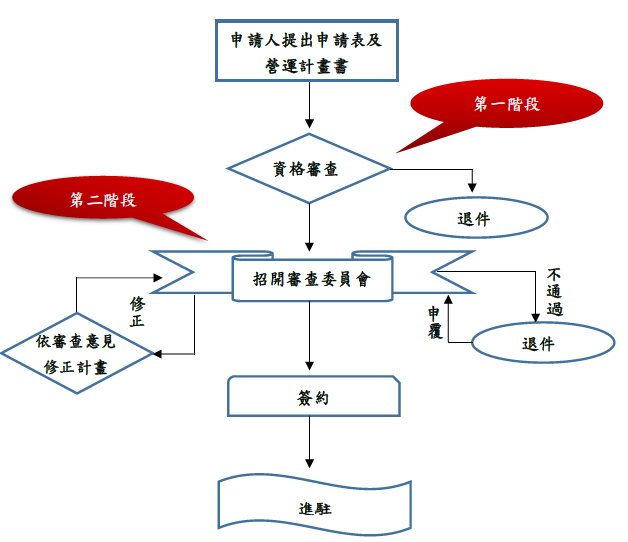 申請人提出申請表及
營運計畫書
第一階段
資格審查
第二階段
退件
招開審查委員會
修正
不通過
申覆
依審查意見
修正計畫
退件
簽約
進駐